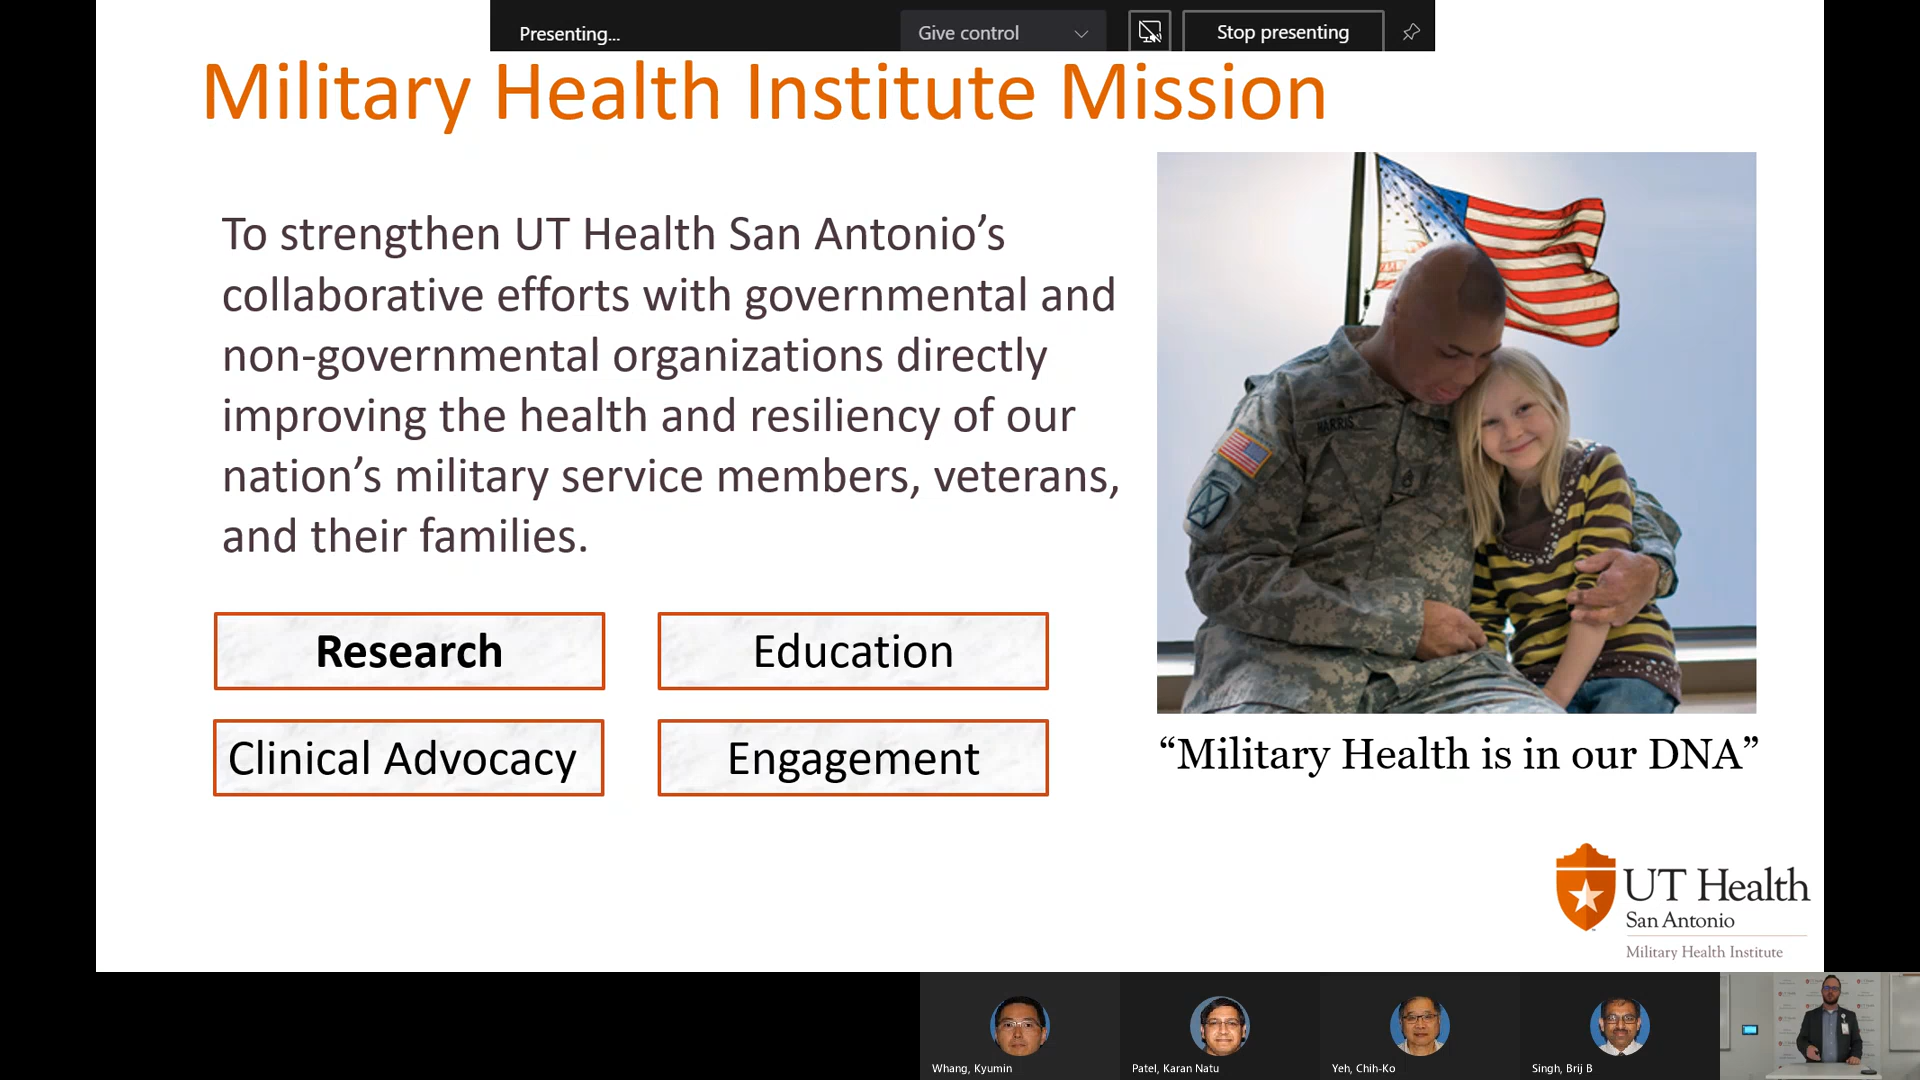 Presenting...
Give control
Stop presenting
Military Health Institute Mission
To strengthen UT Health San Antonio’s
collaborative efforts with governmental and
non-governmental organizations directly
improving the health and resiliency of our
nation’s military service members, veterans,
and their families.
Research
Education
Clinical Advocacy
Engagement
HARRIS
“Military Health is in our DNA”
UT Health
San Antonio
Military Health Institute
Whang, Kyumin
Patel, Karan Natu
Yeh, Chih-Ko
Singh, Brij B